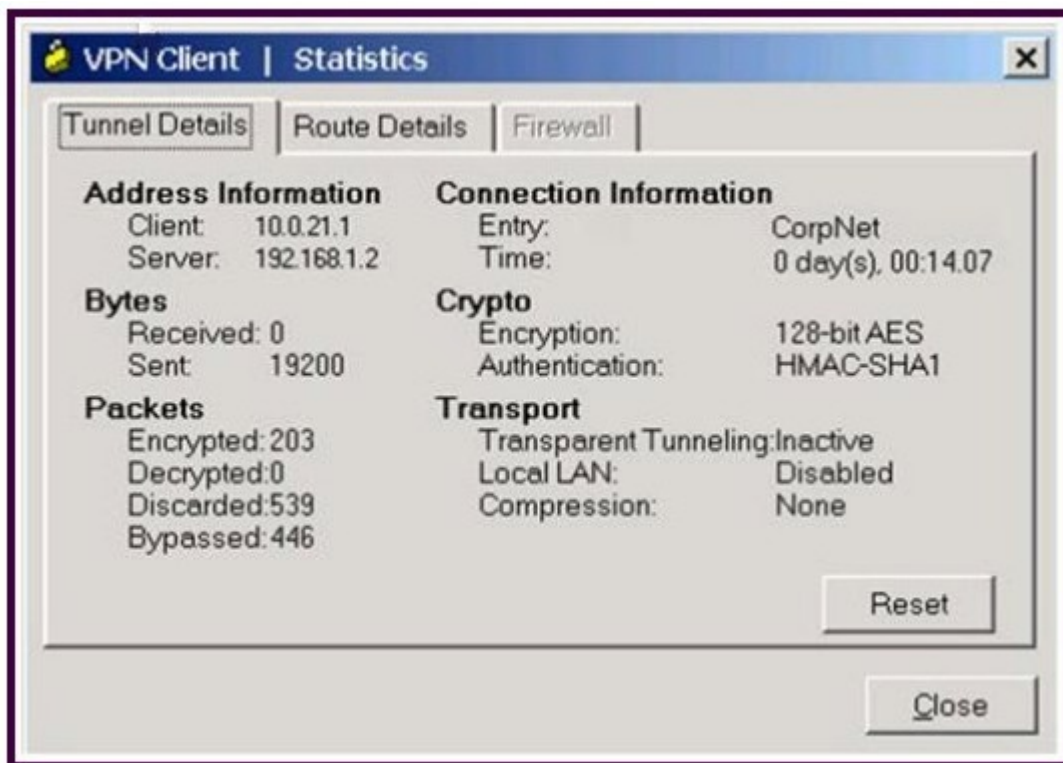 VPN Client | Statistics
Tunnel Details
Route Details
Firewall
Address Information
Client: 10.0.21.1
Server: 192.168.1.2
Bytes
Received: 0
Sent: 19200
Packets
Encrypted: 203
Decrypted: 0
Discarded: 539
Bypassed: 446
Connection Information
Entry: CorpNet
Time: 0 day(s), 00:14.07
Crypto
Encryption: 128-bit AES
Authentication: HMAC-SHA1
Transport
Transparent Tunneling: Inactive
Local LAN: Disabled
Compression: None
Reset
Close